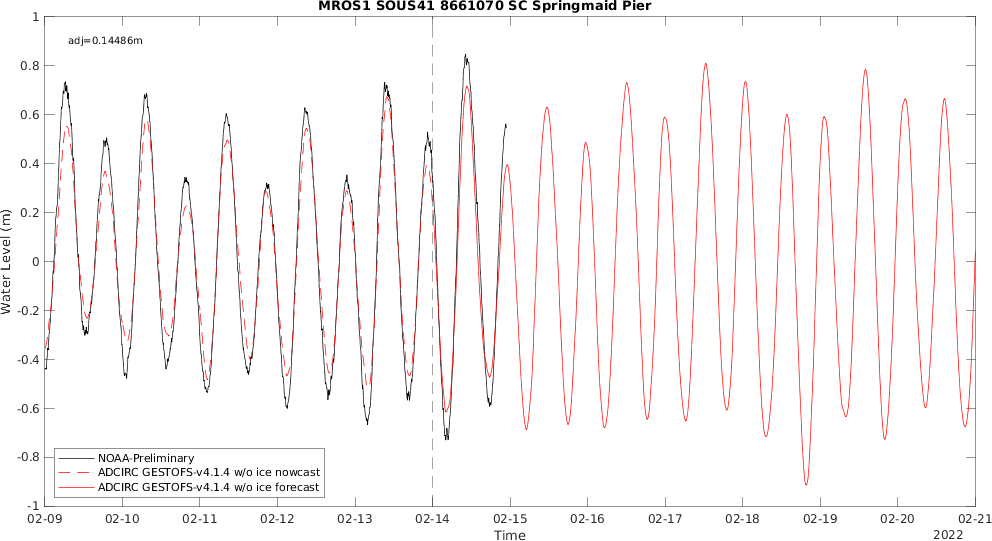 MROS1 SOUS41 8661070 SC Springmaid Pier
adj=0.14486m
Water Level (m)
1
0.8
0.6
0.4
0.2
0
-0.2
-0.4
-0.6
-0.8
-1
NOAA-Preliminary
ADCIRC GESTOFS-v4.1.4 w/o ice nowcast
ADCIRC GESTOFS-v4.1.4 w/o ice forecast
02-09 02-10 02-11 02-12 02-13 02-14 02-15 02-16 02-17 02-18 02-19 02-20 02-21
Time
2022